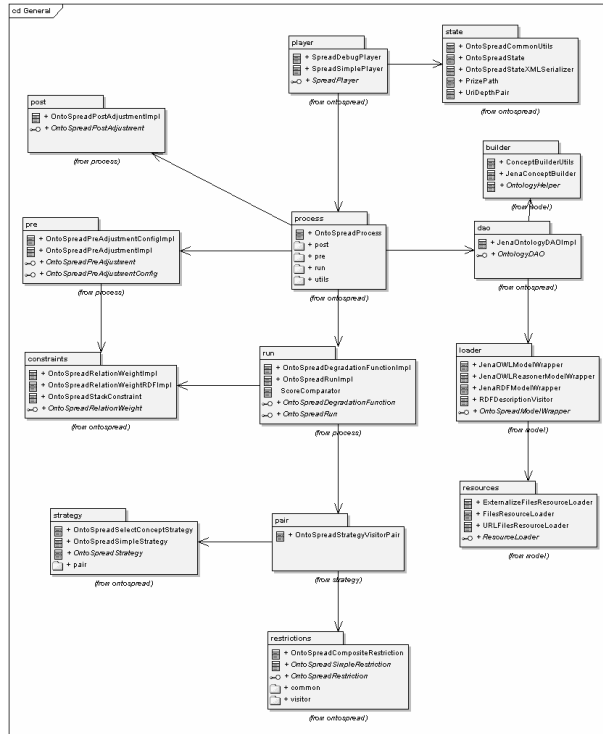 cd General
player
+ SpreadDebugPlayer
+ SpreadSimplePlayer
+ SpreadPlayer
(from ontospread)
state
+ OntoSpreadCommonUtils
+ OntoSpreadState
+ OntoSpreadStateXMLSerializer
+ PrizePath
+ UriDepthPair
(from ontospread)
post
+ OntoSpreadPostAdjustmentImpl
+ OntoSpreadPostAdjustment
(from process)
builder
+ ConceptBuilderUtils
+ JenaConceptBuilder
+ OntologyHelper
(from model)
process
+ OntoSpreadProcess
+ post
+ pre
+ run
+ utils
(from ontospread)
dao
+ JenaOntologyDAOImpl
+ OntologyDAO
(from ontospread)
pre
+ OntoSpreadPreAdjustmentConfigImpl
+ OntoSpreadPreAdjustmentImpl
+ OntoSpreadPreAdjustment
+ OntoSpreadPreAdjustmentConfig
(from process)
constraints
+ OntoSpreadRelationWeightImpl
+ OntoSpreadRelationWeightRDFImpl
+ OntoSpreadStackConstraint
+ OntoSpreadRelationWeight
(from ontospread)
run
+ OntoSpreadDegradationFunctionImpl
+ OntoSpreadRunImpl
ScoreComparator
+ OntoSpreadDegradationFunction
+ OntoSpreadRun
(from process)
loader
+ JenaOWLModelWrapper
+ JenaOWLReasonerModelWrapper
+ JenaRDFModelWrapper
+ RDFDescriptionVisitor
+ OntoSpreadModelWrapper
(from model)
resources
+ ExternalizeFilesResourceLoader
+ FilesResourceLoader
+ URLFilesResourceLoader
+ ResourceLoader
(from model)
strategy
+ OntoSpreadSelectConceptStrategy
+ OntoSpreadSimpleStrategy
+ OntoSpreadStrategy
+ pair
(from ontospread)
pair
+ OntoSpreadStrategyVisitorPair
(from strategy)
restrictions
+ OntoSpreadCompositeRestriction
+ OntoSpreadSimpleRestriction
+ OntoSpreadRestriction
+ common
+ visitor
(from ontospread)